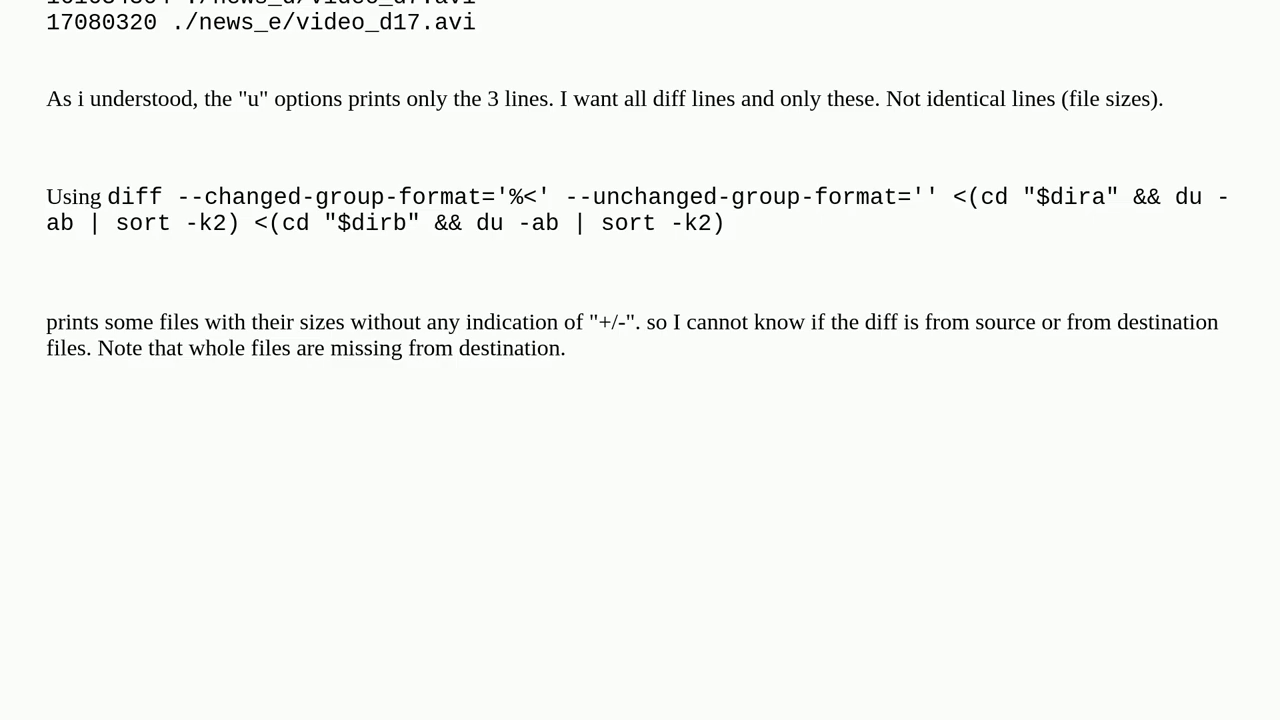 17080320 ./news_e/video_d17.avi
As i understood, the "u" options prints only the 3 lines. I want all diff lines and only these. Not identical lines (file sizes).
Using diff --changed-group-format='%<' --unchanged-group-format='' <(cd "$dira" && du -
ab | sort -k2) <(cd "$dirb" && du -ab | sort -k2)
prints some files with their sizes without any indication of "+/-". so I cannot know if the diff is from source or from destination
files. Note that whole files are missing from destination.